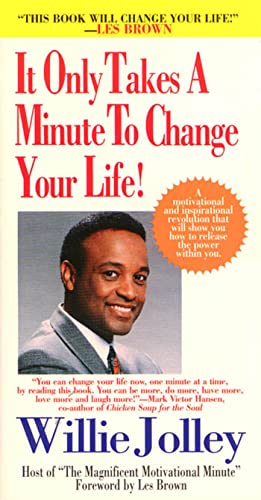 "THIS BOOK WILL CHANGE YOUR LIFE!"
—LES BROWN
It Only Takes A
Minute To Change
Your Life!
A
motivational
and inspirational
revolution that
will show you
how to release
the power
within you.
"You can change your life now, one minute at a time,
by reading this book. You can be more, do more, have more,
love more and laugh more!"—Mark Victor Hansen,
co-author of Chicken Soup for the Soul
Willie Jolley
Host of "The Magnificent Motivational Minute"
Foreword by Les Brown